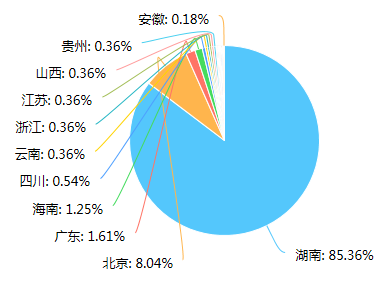 安徽: 0.18%
贵州: 0.36%
山西: 0.36%
江苏: 0.36%
浙江: 0.36%
云南: 0.36%
四川: 0.54%
海南: 1.25%
广东: 1.61%
北京: 8.04%
湖南: 85.36%